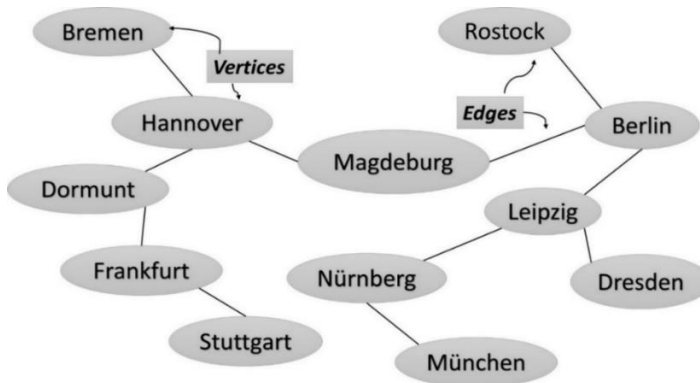 Bremen
Rostock
Vertices
Edges
Hannover
Berlin
Magdeburg
Dormunt
Leipzig
Frankfurt
Nürnberg
Dresden
Stuttgart
München